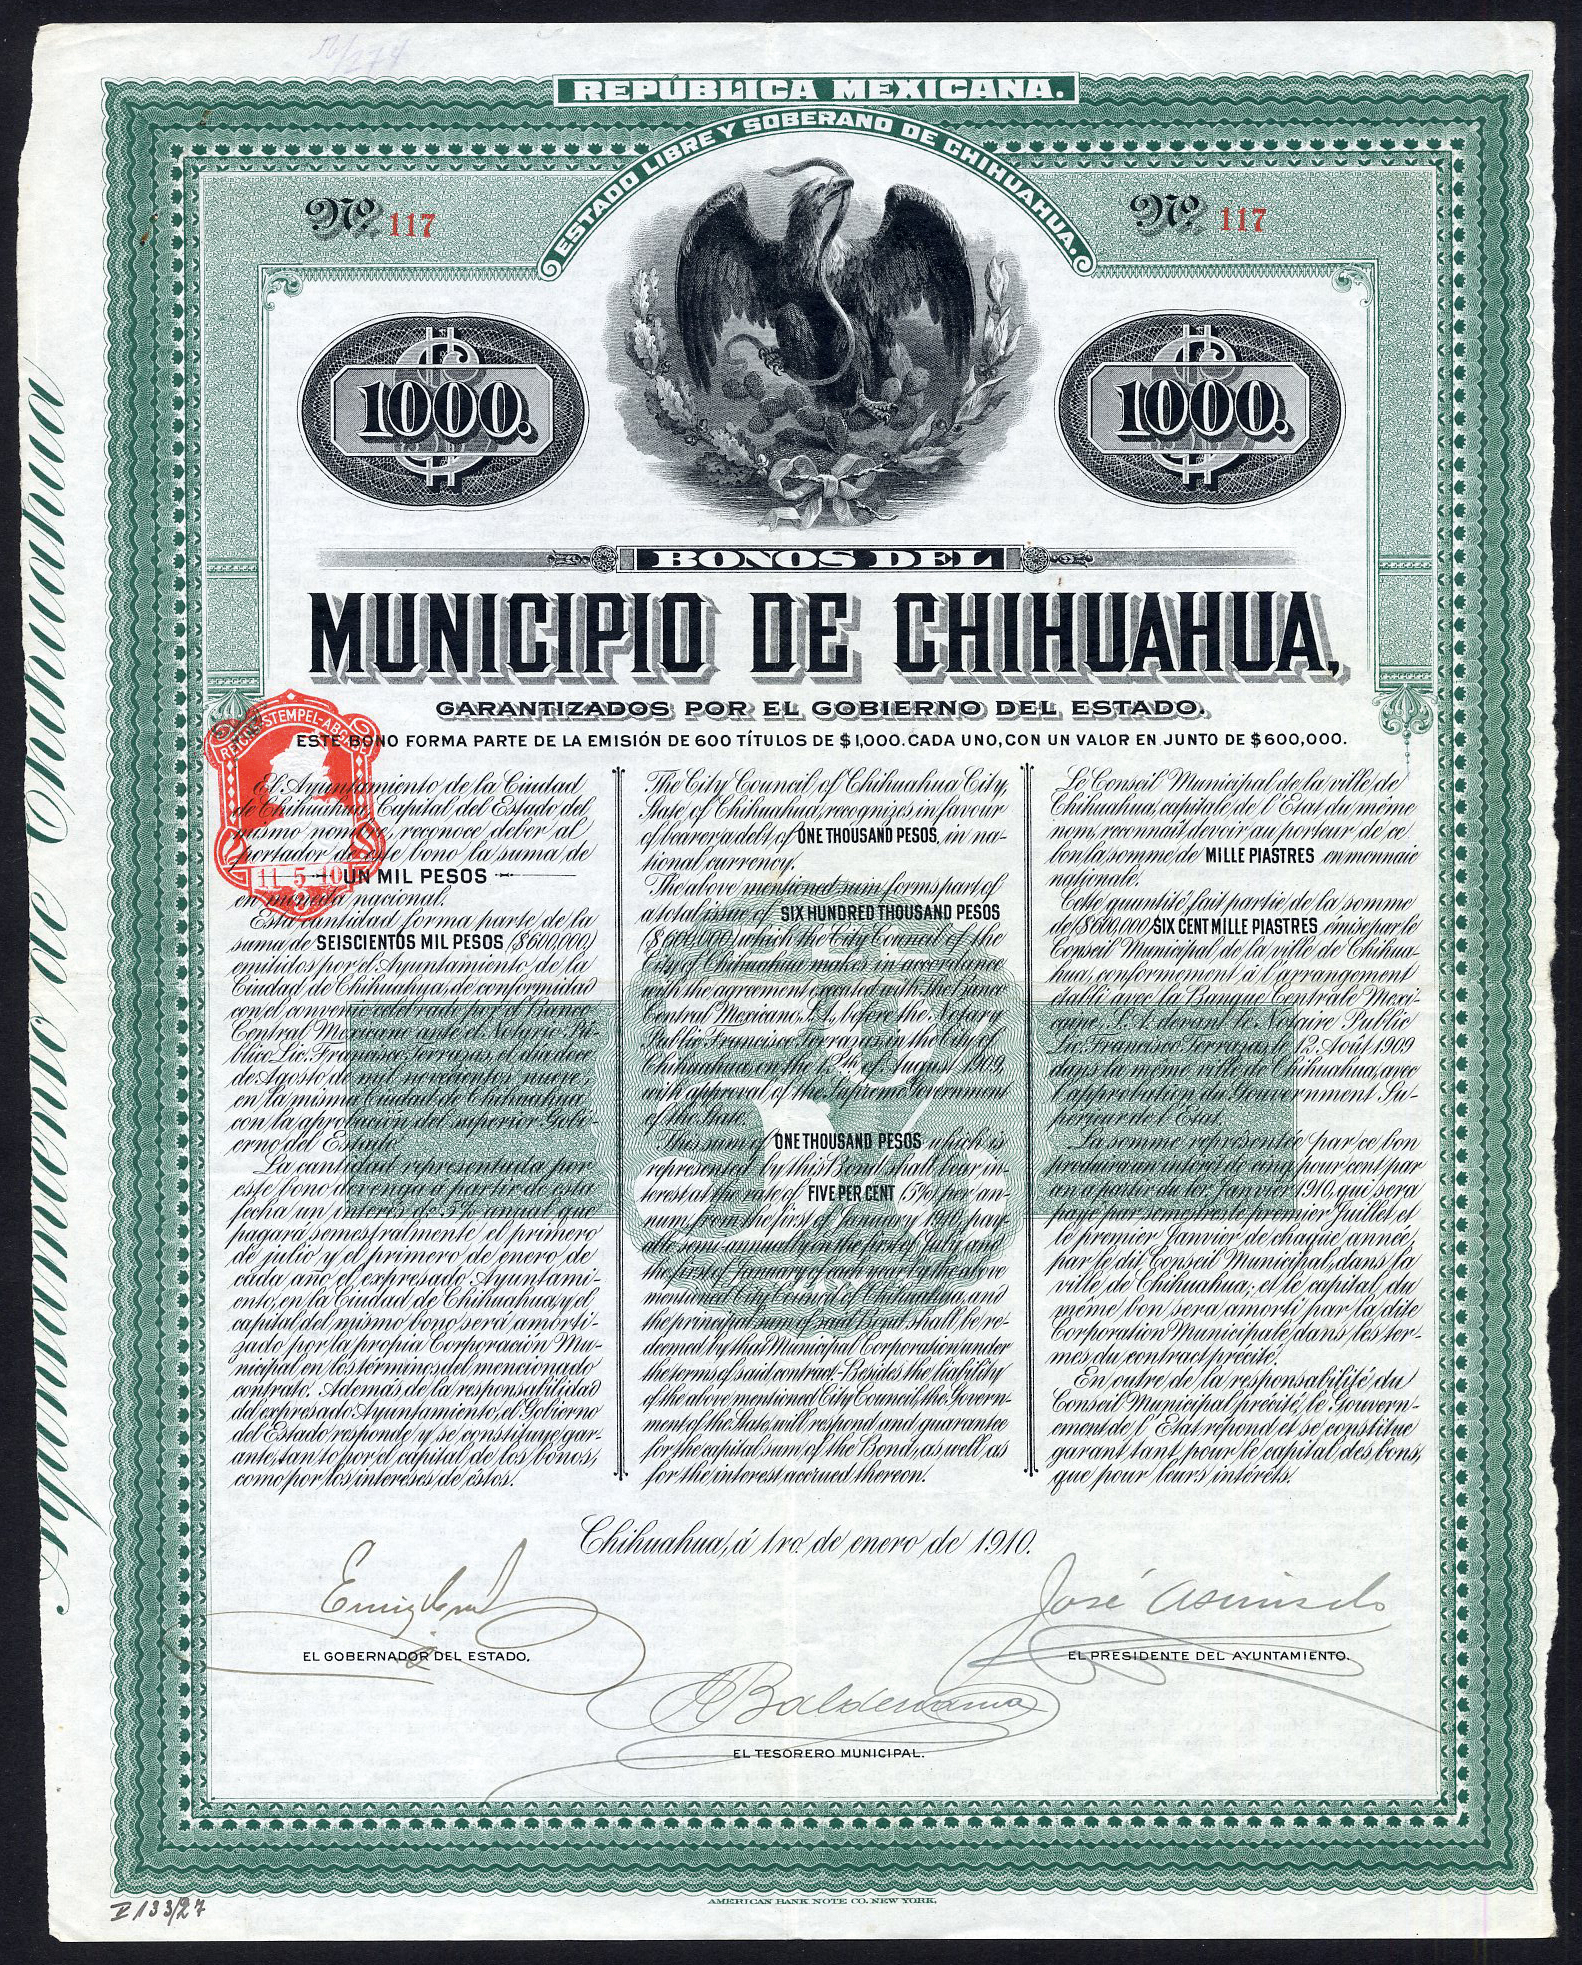 REPÚBLICA MEXICANA.
ESTADO LIBRE Y SOBERANO DE CHIHUAHUA.
Nº 117
Nº 117
$ 1000.
$ 1000.
BONOS DEL
MUNICIPIO DE CHIHUAHUA,
GARANTIZADOS POR EL GOBIERNO DEL ESTADO.
ESTE BONO FORMA PARTE DE LA EMISIÓN DE 600 TÍTULOS DE $1,000. CADA UNO, CON UN VALOR EN JUNTO DE $600,000.
REICHS STEMPEL-ABGABE
11-5-10
El Ayuntamiento de la Ciudad
de Chihuahua, Capital del Estado del
mismo nombre, reconoce deber al
portador de este bono la suma de
UN MIL PESOS
en moneda nacional.
Esta cantidad forma parte de la
suma de SEISCIENTOS MIL PESOS ($600,000)
emitidos por el Ayuntamiento de la
Ciudad de Chihuahua, de conformidad
con el convenio celebrado por el Banco
Central Mexicano ante el Notario Pú-
blico Lic. Francisco Terrazas, el día doce
de Agosto de mil novecientos nueve,
en la misma Ciudad de Chihuahua
con la aprobación del superior Gobi-
erno del Estado
La cantidad representada por
este bono devenga á partir de esta
fecha un interés de 5% anual que
pagará semestralmente el primero
de julio y el primero de enero de
cada año el expresado Ayuntami-
ento, en la Ciudad de Chihuahua, y el
capital del mismo bono será amorti-
zado por la propia Corporación Mu-
nicipal en los términos del mencionado
contrato. Además de la responsabilidad
del expresado Ayuntamiento, el Gobierno
del Estado responde y se constituye gar-
ante, tanto por el capital de los bonos,
como por los intereses de éstos.
The City Council of Chihuahua City,
State of Chihuahua, recognizes in favour
of bearer a debt of ONE THOUSAND PESOS, in na-
tional currency.
The above mentioned sum forms part of
a total issue of SIX HUNDRED THOUSAND PESOS
($600,000) which the City Council of the
City of Chihuahua makes in accordance
with the agreement executed with the Banco
Central Mexicano, S.A., before the Notary
Public Francisco Terrazas, in the City of
Chihuahua, on the 12th of August 1909,
with approval of the Supreme Government
of the State.
This sum of ONE THOUSAND PESOS which is
represented by this Bond, shall bear in-
terest at the rate of FIVE PER CENT (5%) per an-
num, from the first of January 1910, pay-
able semi-annually on the first of July and
the first of January of each year by the above
mentioned City Council of Chihuahua, and
the principal sum of said Bond, shall be re-
deemed by that Municipal Corporation under
the terms of said contract. Besides the liability
of the above mentioned City Council, the Govern-
ment of the State, will respond and guarantee
for the capital sum of the Bond, as well as
for the interest accrued thereon.
Le Conseil Municipal de la ville de
Chihuahua, capitale de l'Etat du même
nom, reconnaît devoir au porteur de ce
bon la somme de MILLE PIASTRES en monnaie
nationale.
Cette quantité fait partie de la somme
de $600,000 SIX CENT MILLE PIASTRES émise par le
Conseil Municipal de la ville de Chihua-
hua, conformément à l'arrangement
établi avec la Banque Centrale Mexi-
caine, S.A. devant le Notaire Public
Lic. Francisco Terrazas, le 12 Août 1909
dans la même ville de Chihuahua, avec
l'approbation du Gouvernment Su-
périeur de l'Etat.
La somme représentée par ce bon
produira un intérêt de cinq pour cent par
an à partir du 1er. Janvier 1910, qui sera
payé par semestres le premier Juillet et
le premier Janvier de chaque année,
par le dit Conseil Municipal, dans la
ville de Chihuahua; et le capital du
même bon sera amorti par la dite
Corporation Municipale, dans les ter-
mes du contract précité.
En outre de la responsabilité du
Conseil Municipal précité, le Gouvern-
ement de l'Etat répond et se constitue
garant tant pour le capital des bons,
que pour leurs intérêts.
5%
Chihuahua, á 1ro. de enero de 1910.
José Asúnsolo
EL GOBERNADOR DEL ESTADO.
EL PRESIDENTE DEL AYUNTAMIENTO.
Balderrama
EL TESORERO MUNICIPAL.
AMERICAN BANK NOTE CO. NEW YORK.
Ayuntamiento de Chihuahua
V 133/27